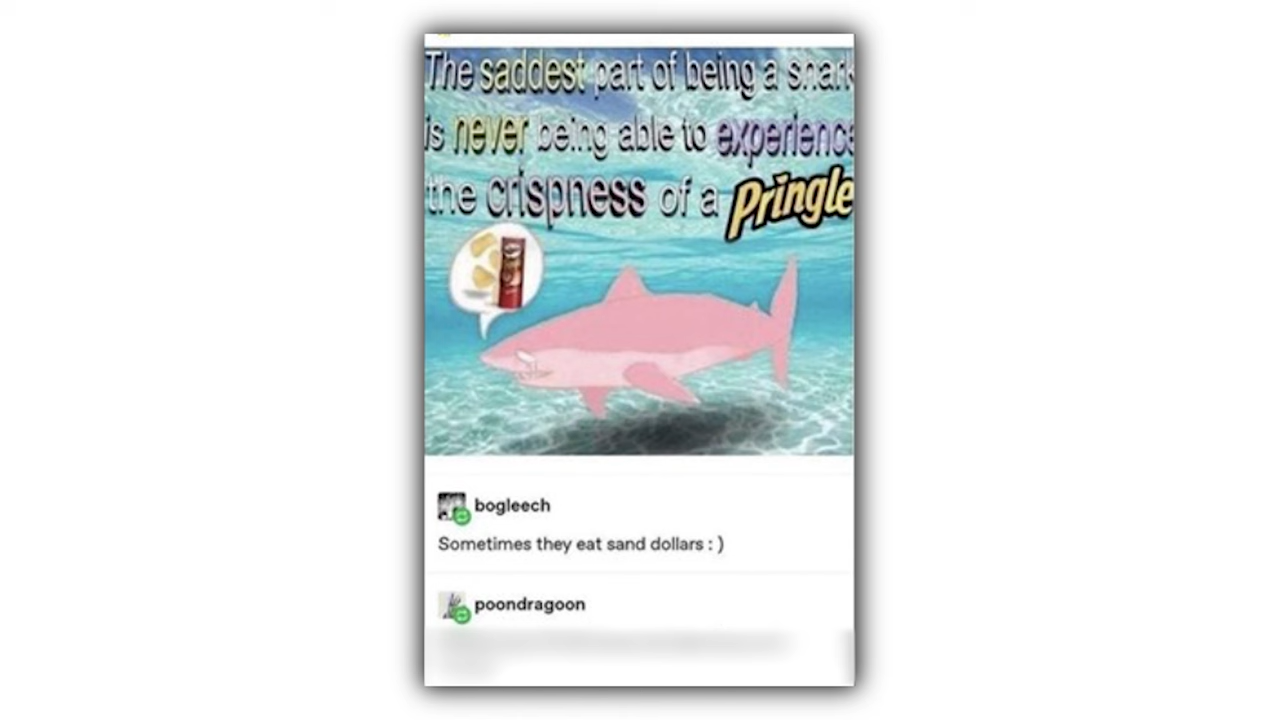 The saddest part of being a shark
is never being able to experience
the crispness of a Pringle
bogleech
Sometimes they eat sand dollars : )
poondragoon